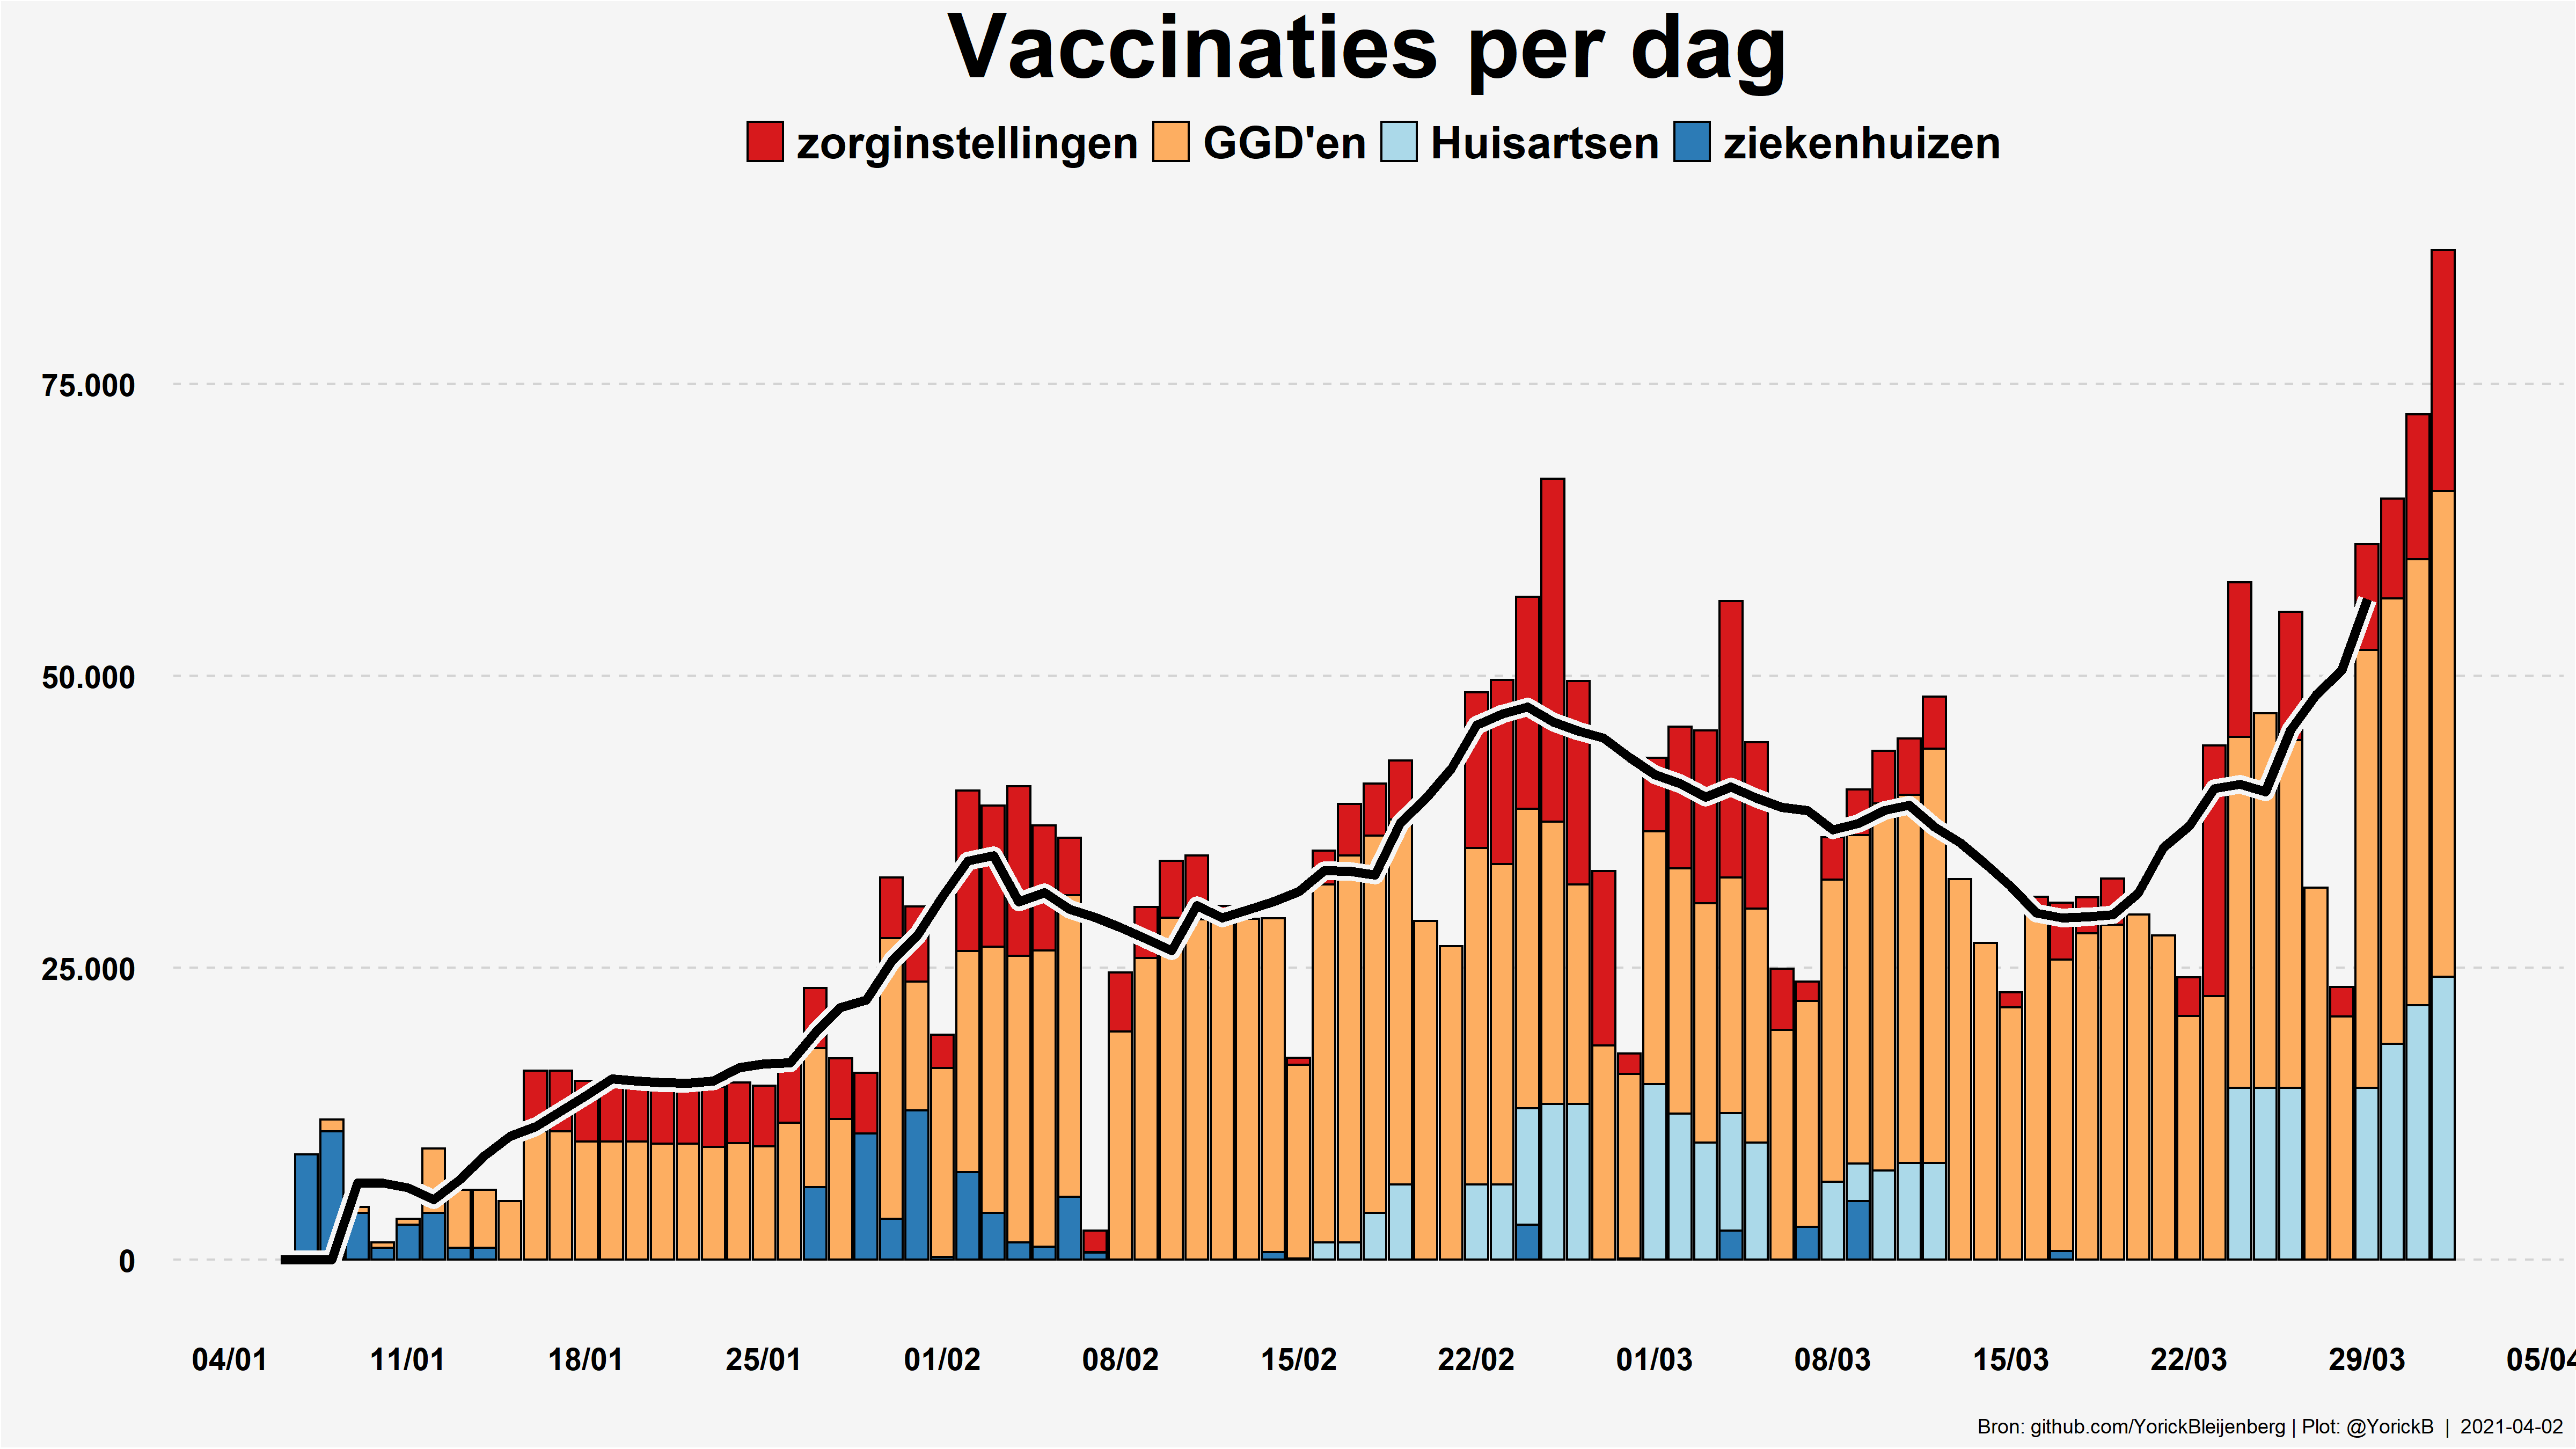 Vaccinaties per dag
zorginstellingen GGD'en Huisartsen ziekenhuizen
75.000
50.000
25.000
0
04/01 11/01 18/01 25/01 01/02 08/02 15/02 22/02 01/03 08/03 15/03 22/03 29/03 05/04
Bron: github.com/YorickBleijenberg | Plot: @YorickB | 2021-04-02